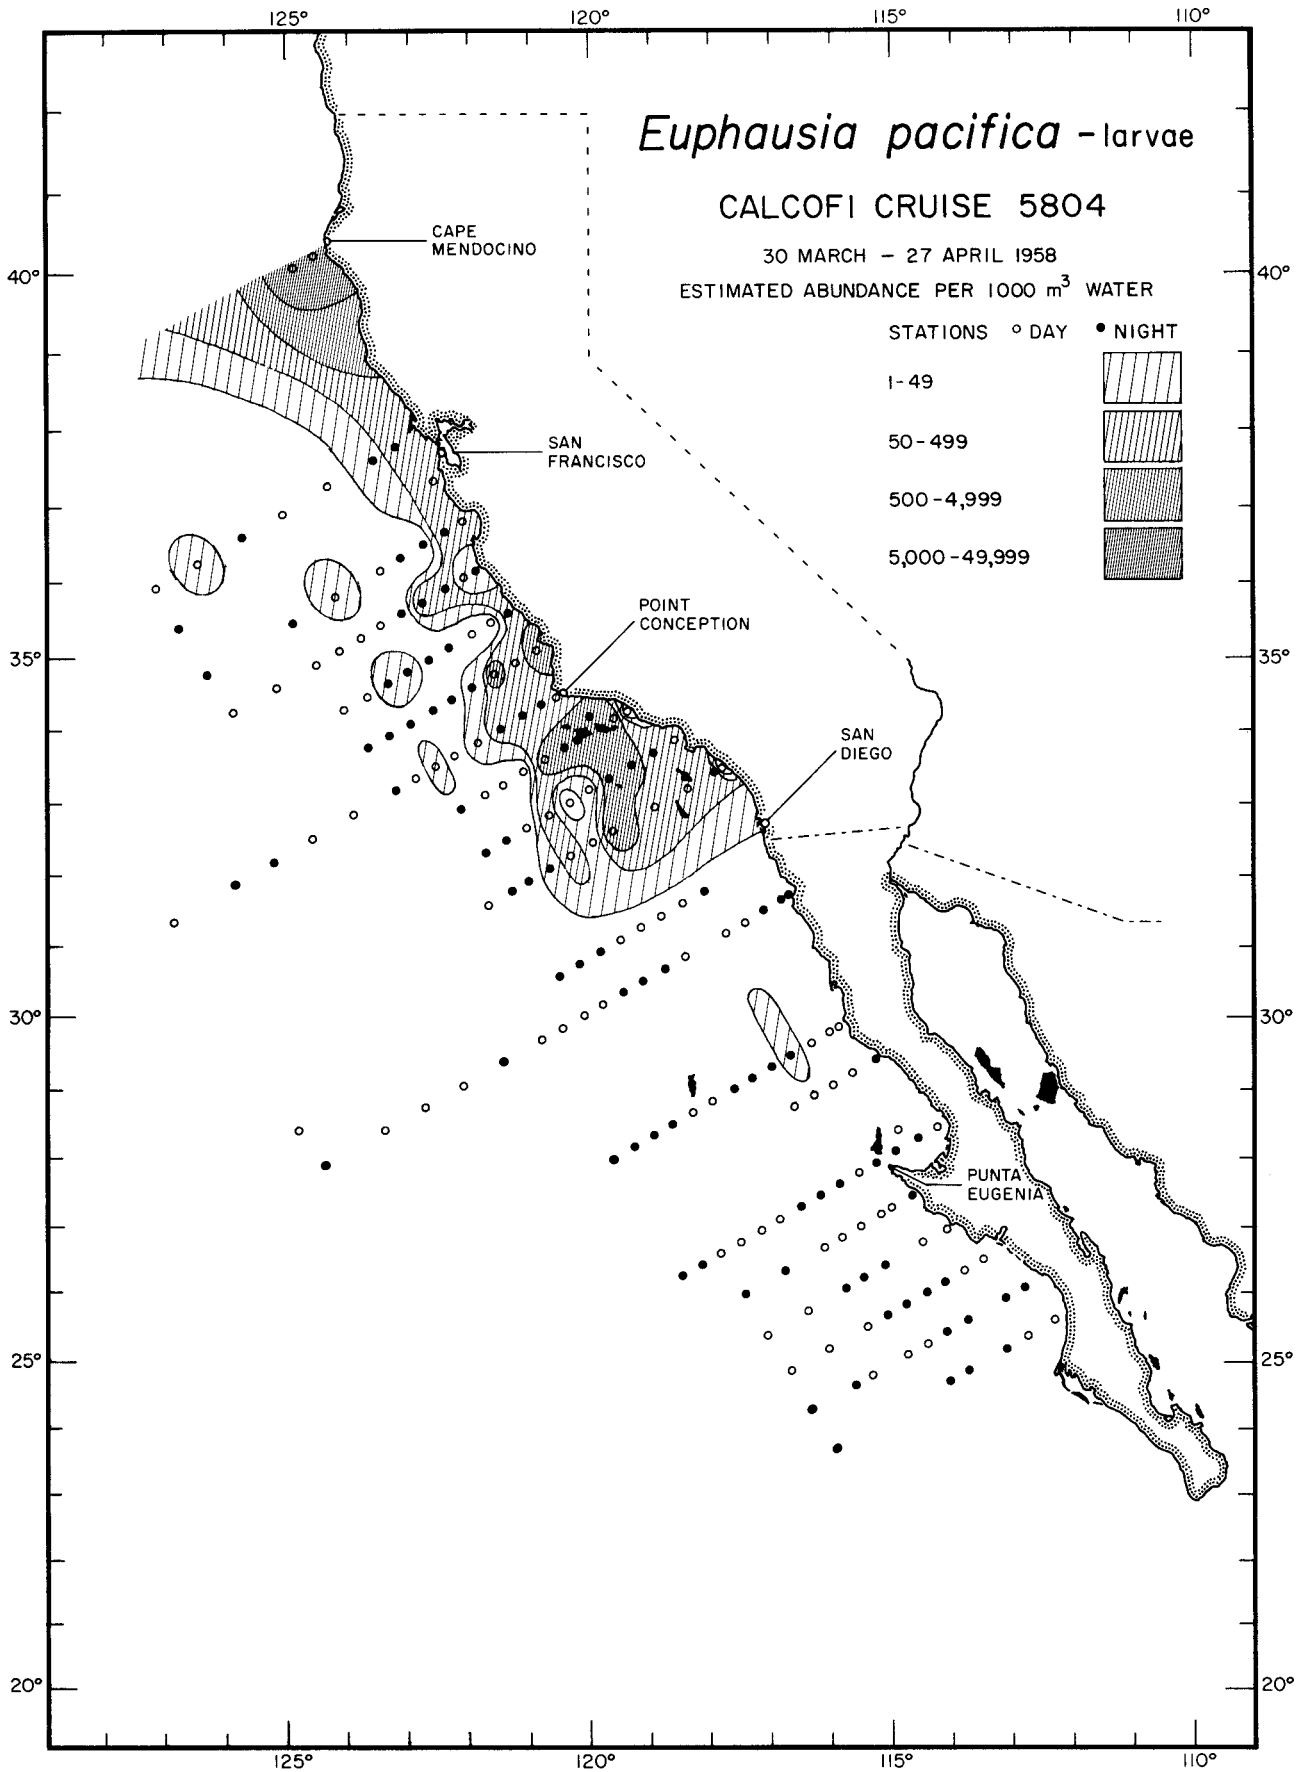 125° 120° 115° 110°
Euphausia pacifica - larvae
CALCOFI CRUISE 5804
30 MARCH - 27 APRIL 1958
ESTIMATED ABUNDANCE PER 1000 m³ WATER
STATIONS ○ DAY ● NIGHT
1-49
50-499
500-4,999
5,000-49,999
CAPE
MENDOCINO
40° 40°
SAN
FRANCISCO
POINT
CONCEPTION
35° 35°
SAN
DIEGO
30° 30°
PUNTA
EUGENIA
25° 25°
20° 20°
125° 120° 115° 110°